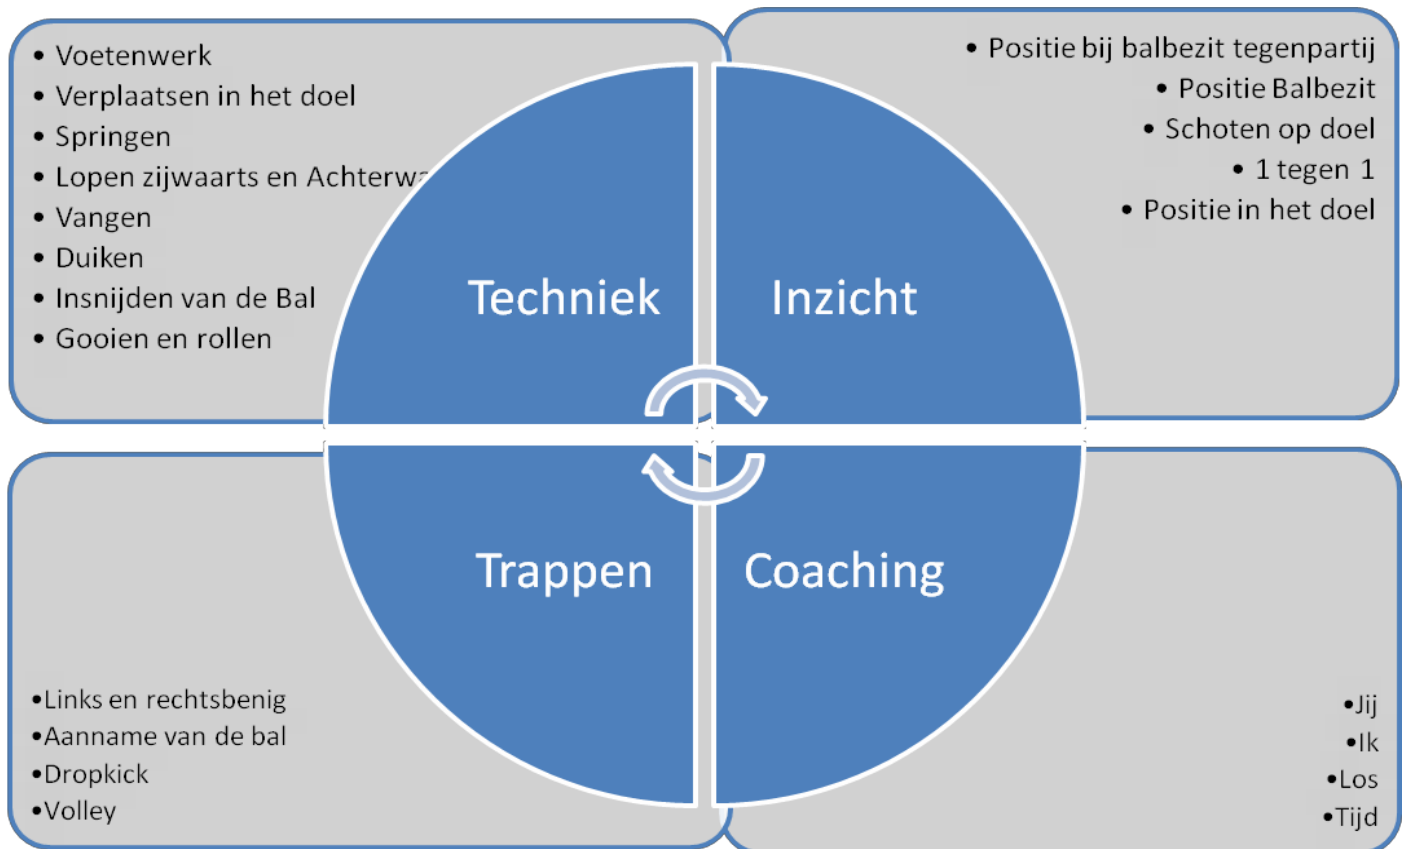 • Voetenwerk
• Verplaatsen in het doel
• Springen
• Lopen zijwaarts en
• Vangen
• Duiken
• Insnijden van de Bal
• Gooien en rollen
Techniek
• Positie bij balbezit tegenpartij
• Positie Balbezit
• Schoten op doel
• 1 tegen 1
• Positie in het doel
Inzicht
Trappen
•Links en rechtsbenig
•Aanname van de bal
•Dropkick
•Volley
Coaching
•Jij
•Ik
•Los
•Tijd